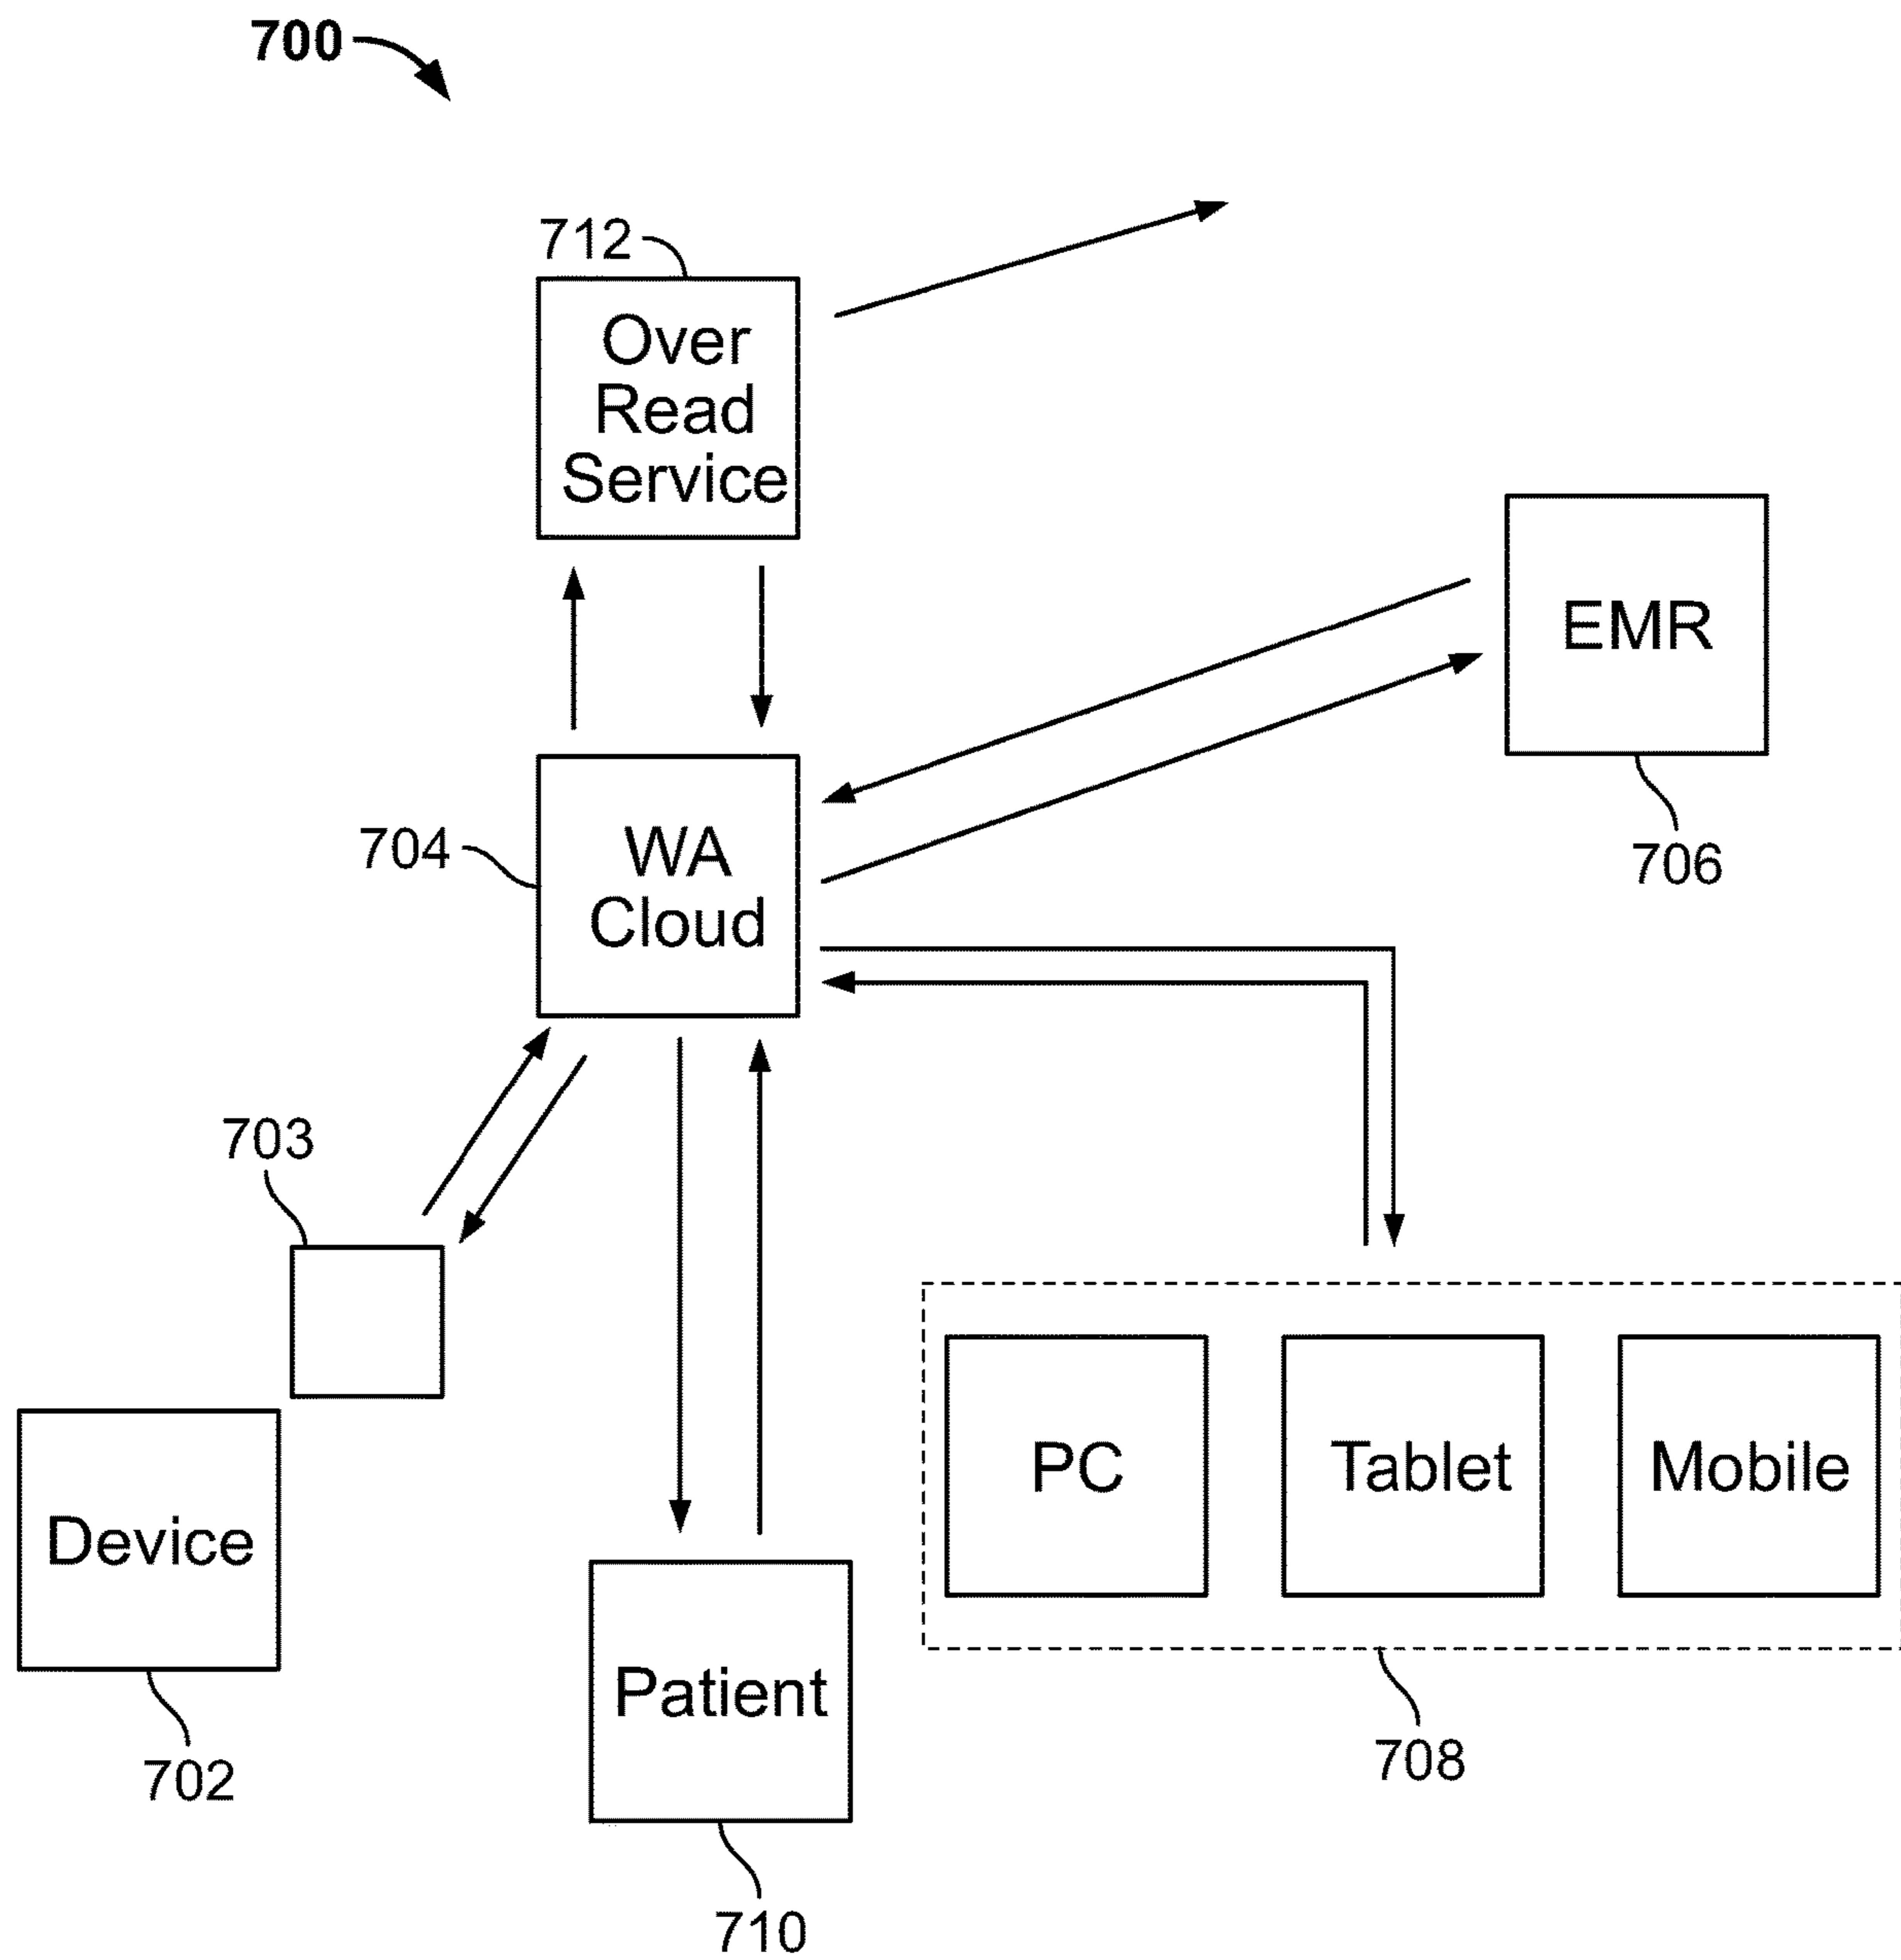 700
712
Over
Read
Service
EMR
706
704
WA
Cloud
703
Device
702
Patient
710
PC
Tablet
Mobile
708